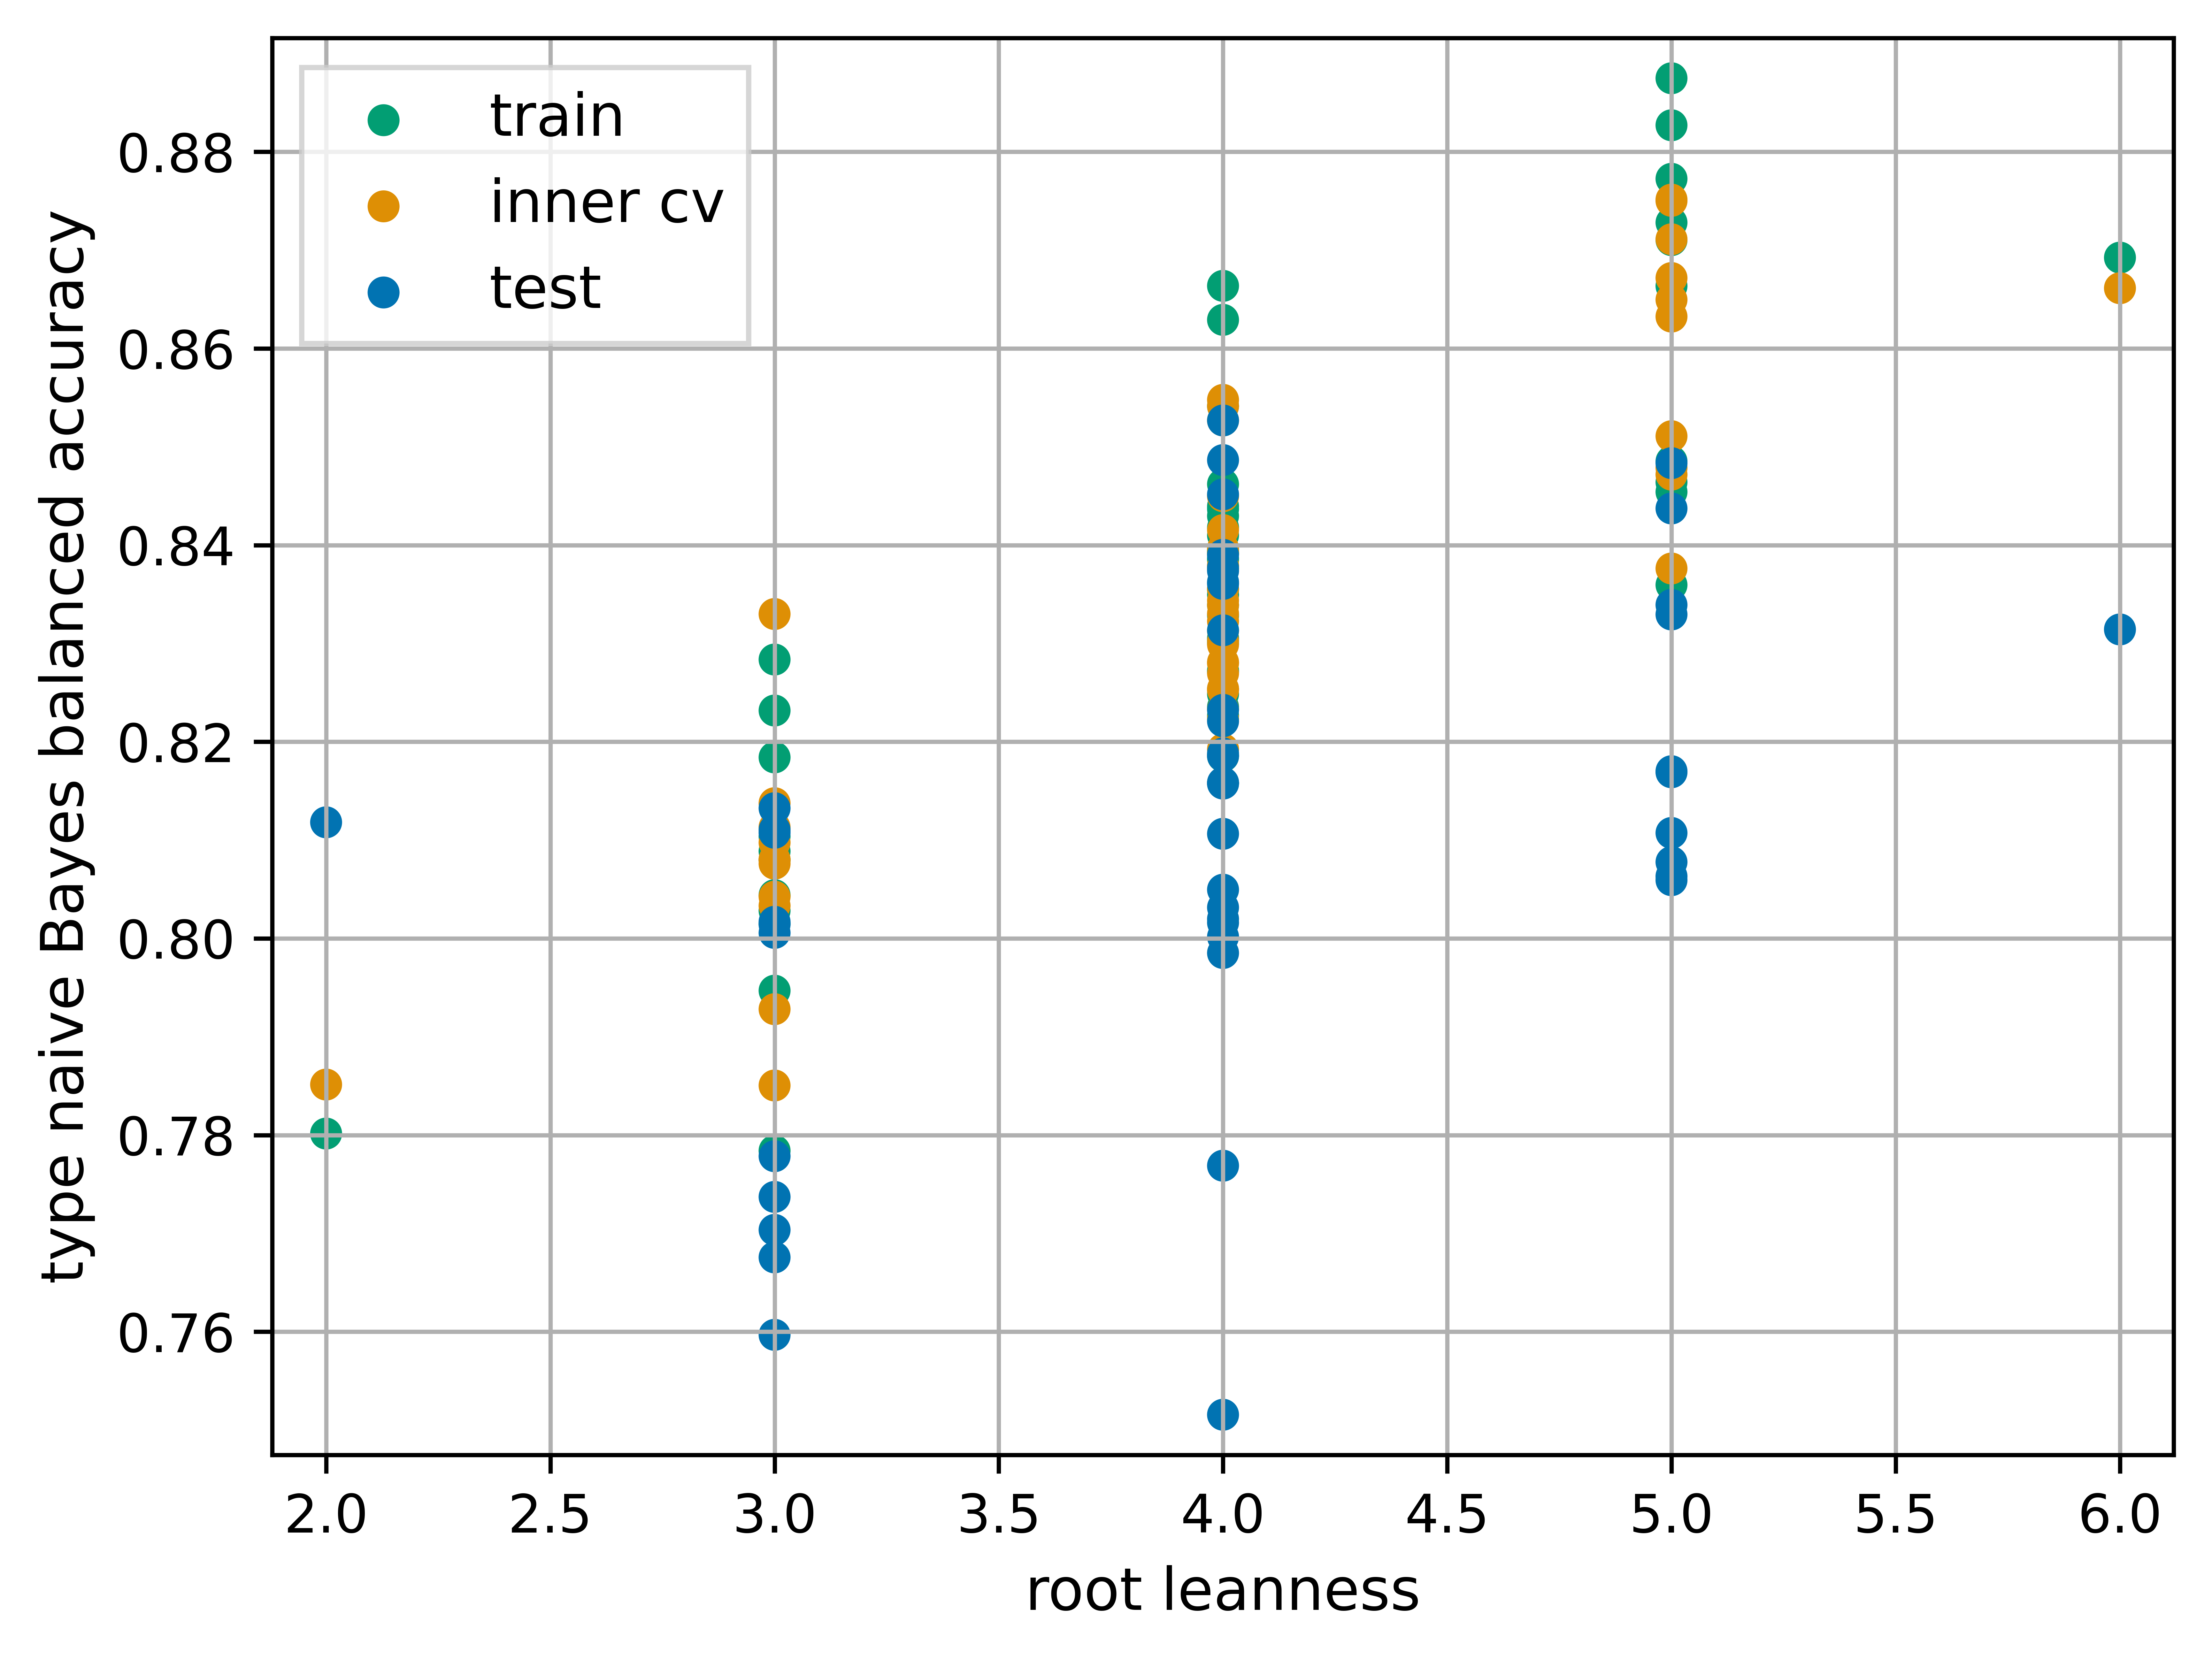 train
inner cv
test
type naive Bayes balanced accuracy
0.88
0.86
0.84
0.82
0.80
0.78
0.76
2.0 2.5 3.0 3.5 4.0 4.5 5.0 5.5 6.0
root leanness